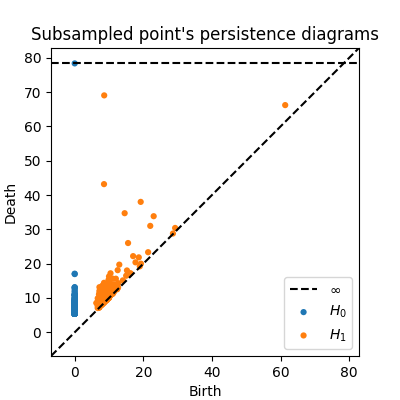 Subsampled point's persistence diagrams
80
70
60
50
40
30
20
10
0
Death
0 20 40 60 80
Birth
∞
H₀
H₁